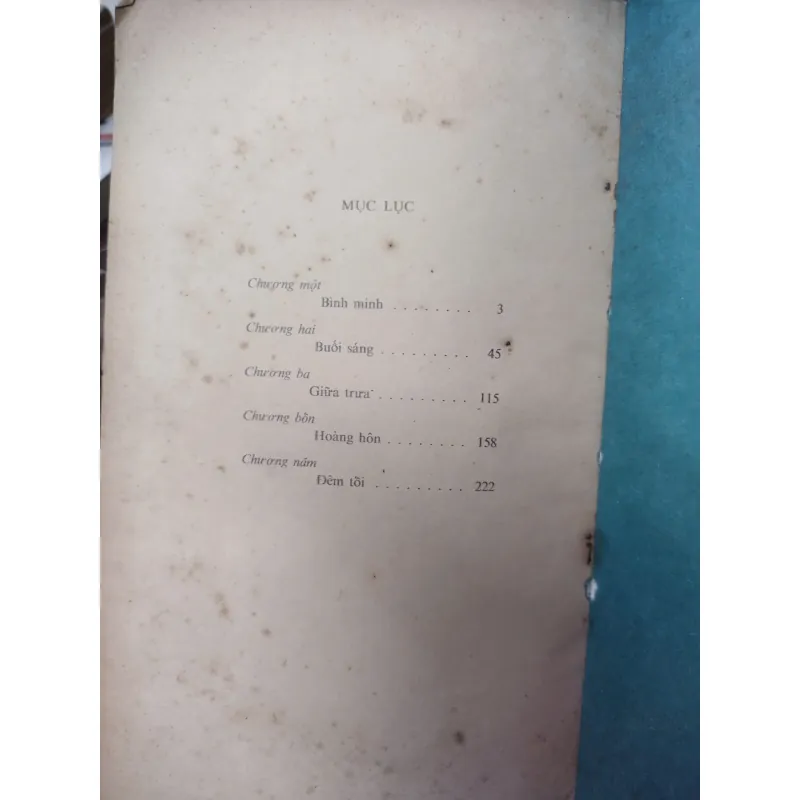 MỤC LỤC
Chương một
Bình minh . . . . . . . . 3
Chương hai
Buổi sáng . . . . . . . . . 45
Chương ba
Giữa trưa . . . . . . . . . 115
Chương bốn
Hoàng hôn . . . . . . . . 158
Chương năm
Đêm tối . . . . . . . . . 222